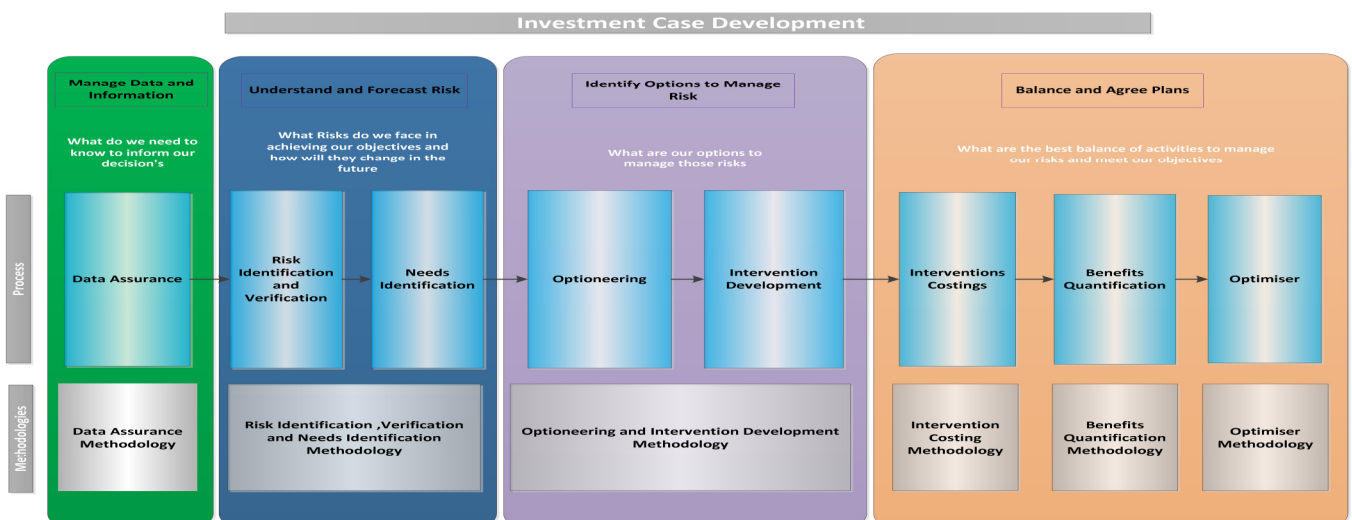 Investment Case Development
Manage Data and
Information
What do we need to
know to inform our
decision's
Understand and Forecast Risk
What Risks do we face in
achieving our objectives and
how will they change in the
future
Identify Options to Manage
Risk
What are our options to
manage those risks
Balance and Agree Plans
What are the best balance of activities to manage
our risks and meet our objectives
Process
Data Assurance
Risk
Identification
and
Verification
Needs
Identification
Optioneering
Intervention
Development
Interventions
Costings
Benefits
Quantification
Optimiser
Methodologies
Data Assurance
Methodology
Risk Identification ,Verification
and Needs Identification
Methodology
Optioneering and Intervention Development
Methodology
Intervention
Costing
Methodology
Benefits
Quantification
Methodology
Optimiser
Methodology